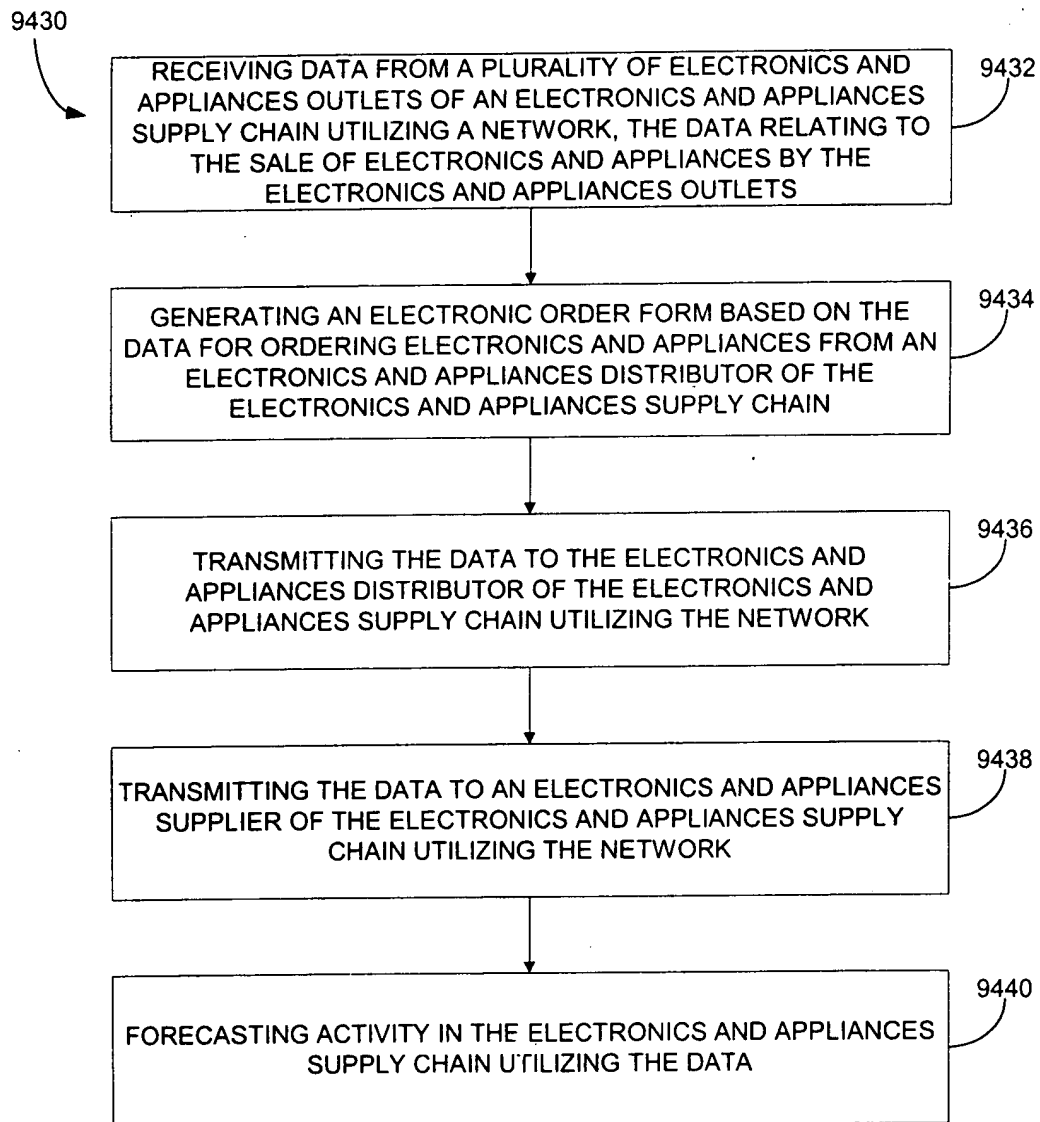 9430
RECEIVING DATA FROM A PLURALITY OF ELECTRONICS AND
APPLIANCES OUTLETS OF AN ELECTRONICS AND APPLIANCES
SUPPLY CHAIN UTILIZING A NETWORK, THE DATA RELATING TO
THE SALE OF ELECTRONICS AND APPLIANCES BY THE
ELECTRONICS AND APPLIANCES OUTLETS
9432
GENERATING AN ELECTRONIC ORDER FORM BASED ON THE
DATA FOR ORDERING ELECTRONICS AND APPLIANCES FROM AN
ELECTRONICS AND APPLIANCES DISTRIBUTOR OF THE
ELECTRONICS AND APPLIANCES SUPPLY CHAIN
9434
TRANSMITTING THE DATA TO THE ELECTRONICS AND
APPLIANCES DISTRIBUTOR OF THE ELECTRONICS AND
APPLIANCES SUPPLY CHAIN UTILIZING THE NETWORK
9436
TRANSMITTING THE DATA TO AN ELECTRONICS AND APPLIANCES
SUPPLIER OF THE ELECTRONICS AND APPLIANCES SUPPLY
CHAIN UTILIZING THE NETWORK
9438
FORECASTING ACTIVITY IN THE ELECTRONICS AND APPLIANCES
SUPPLY CHAIN UTILIZING THE DATA
9440